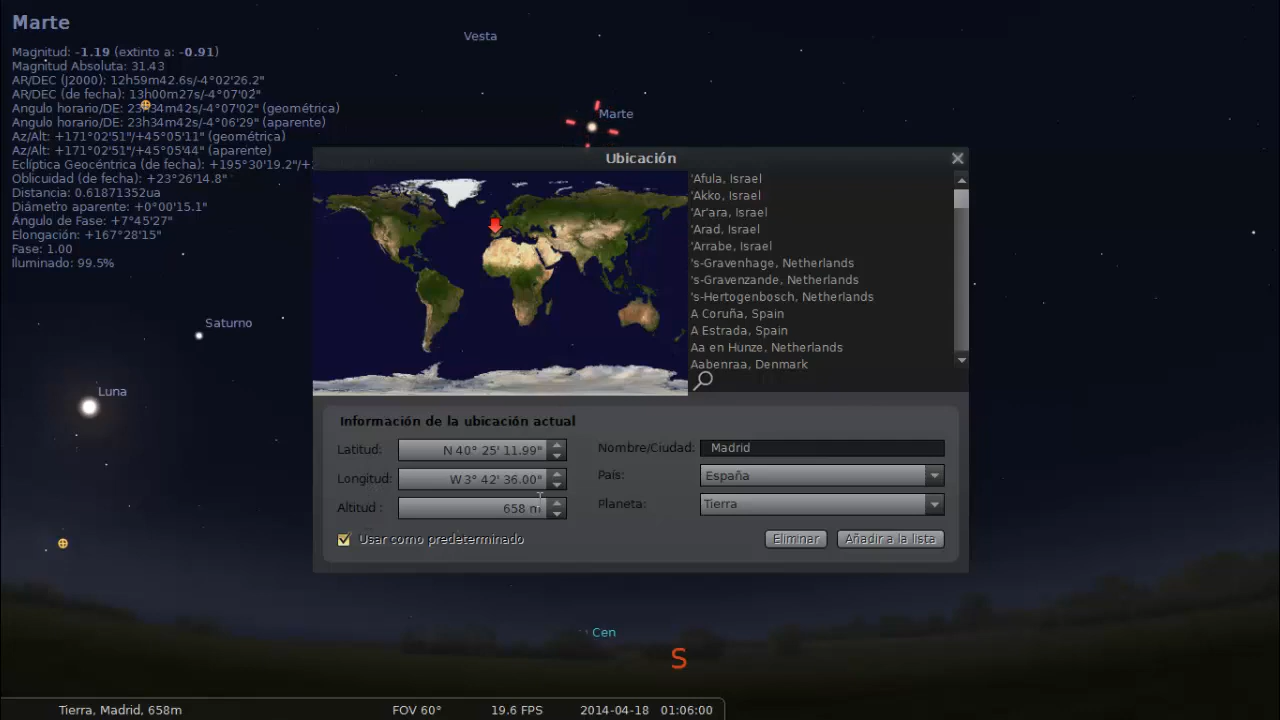 Marte
Magnitud: -1.19 (extinto a: -0.91)
Magnitud Absoluta: 31.43
AR/DEC (J2000): 12h59m42.6s/-4°02'26.2"
AR/DEC (de fecha): 13h00m27s/-4°07'02"
Angulo horario/DE: 23h34m42s/-4°07'02" (geométrica)
Angulo horario/DE: 23h34m42s/-4°06'29" (aparente)
Az/Alt: +171°02'51"/+45°05'11" (geométrica)
Az/Alt: +171°02'51"/+45°05'44" (aparente)
Eclíptica Geocéntrica (de fecha): +195°30'19.2"/+
Oblicuidad (de fecha): +23°26'14.8"
Distancia: 0.61871352ua
Diámetro aparente: +0°00'15.1"
Ángulo de Fase: +7°45'27"
Elongación: +167°28'15"
Fase: 1.00
Iluminado: 99.5%
Vesta
Marte
Saturno
Luna
Ubicación
'Afula, Israel
'Akko, Israel
'Ar'ara, Israel
'Arad, Israel
'Arrabe, Israel
's-Gravenhage, Netherlands
's-Gravenzande, Netherlands
's-Hertogenbosch, Netherlands
A Coruña, Spain
A Estrada, Spain
Aa en Hunze, Netherlands
Aabenraa, Denmark
Información de la ubicación actual
Latitud: N 40° 25' 11.99"
Longitud: W 3° 42' 36.00"
Altitud : 658 m
Usar como predeterminado
Nombre/Ciudad: Madrid
País: España
Planeta: Tierra
Eliminar
Añadir a la lista
Cen
S
Tierra, Madrid, 658m FOV 60° 19.6 FPS 2014-04-18 01:06:00